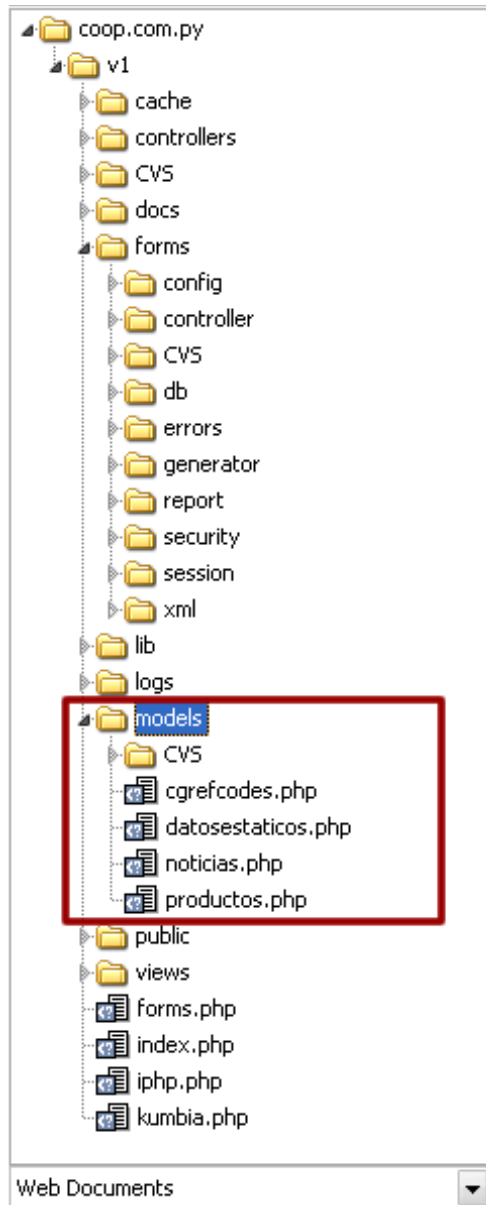 coop.com.py
v1
cache
controllers
CVS
docs
forms
config
controller
CVS
db
errors
generator
report
security
session
xml
lib
logs
models
CVS
cgrefcodes.php
datosestaticos.php
noticias.php
productos.php
public
views
forms.php
index.php
iphp.php
kumbia.php
Web Documents